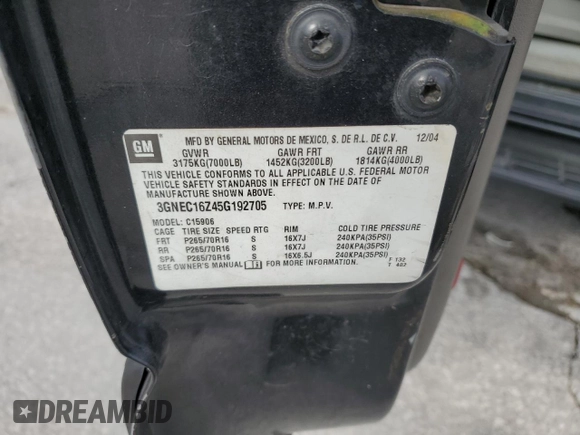 GM
MFD BY GENERAL MOTORS DE MEXICO, S. DE R.L. DE C.V. 12/04
GVWR GAWR FRT GAWR RR
3175KG(7000LB) 1452KG(3200LB) 1814KG(4000LB)
THIS VEHICLE CONFORMS TO ALL APPLICABLE U.S. FEDERAL MOTOR
VEHICLE SAFETY STANDARDS IN EFFECT ON THE DATE OF
MANUFACTURE SHOWN ABOVE.
3GNEC16Z45G192705 TYPE: M.P.V.
MODEL: C15906
CAGE TIRE SIZE SPEED RTG RIM COLD TIRE PRESSURE
FRT P265/70R16 S 16X7J 240KPA(35PSI)
RR P265/70R16 S 16X7J 240KPA(35PSI)
SPA P265/70R16 S 16X6.5J 240KPA(35PSI)
SEE OWNER'S MANUAL FOR MORE INFORMATION. T 132
T 402
DREAMBID